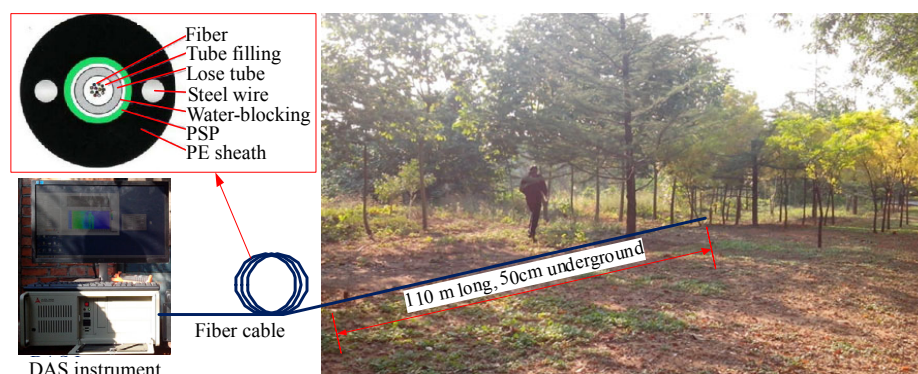 Fiber
Tube filling
Lose tube
Steel wire
Water-blocking
PSP
PE sheath
110 m long, 50cm underground
Fiber cable
DAS instrument